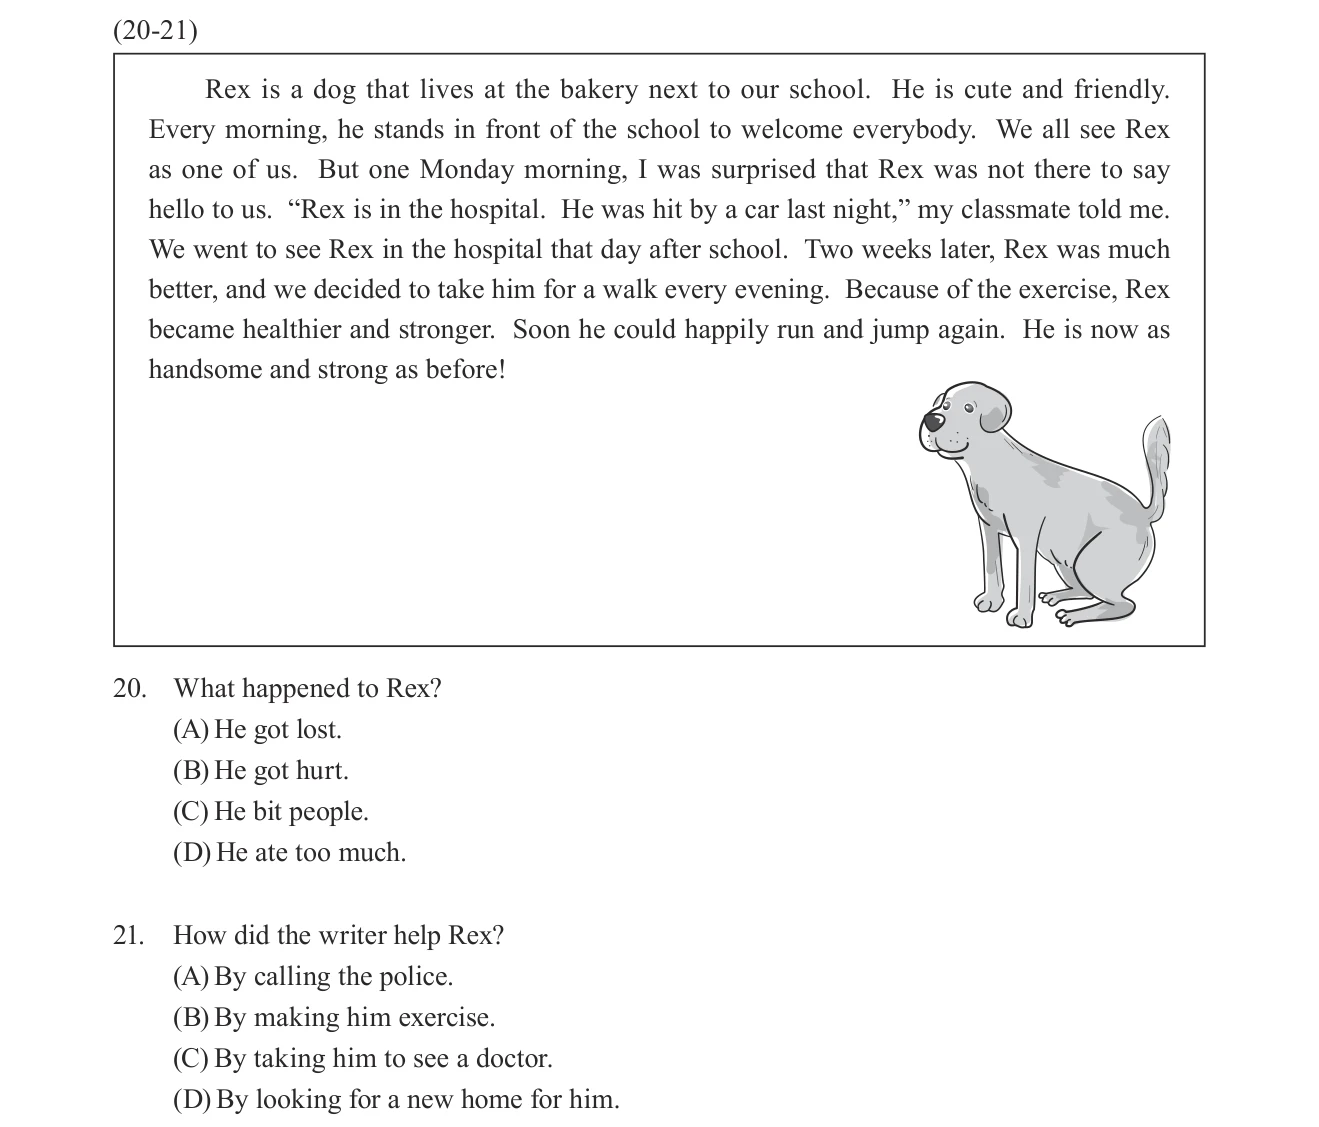 (20-21)
Rex is a dog that lives at the bakery next to our school. He is cute and friendly.
Every morning, he stands in front of the school to welcome everybody. We all see Rex
as one of us. But one Monday morning, I was surprised that Rex was not there to say
hello to us. “Rex is in the hospital. He was hit by a car last night,” my classmate told me.
We went to see Rex in the hospital that day after school. Two weeks later, Rex was much
better, and we decided to take him for a walk every evening. Because of the exercise, Rex
became healthier and stronger. Soon he could happily run and jump again. He is now as
handsome and strong as before!
20. What happened to Rex?
(A) He got lost.
(B) He got hurt.
(C) He bit people.
(D) He ate too much.
21. How did the writer help Rex?
(A) By calling the police.
(B) By making him exercise.
(C) By taking him to see a doctor.
(D) By looking for a new home for him.